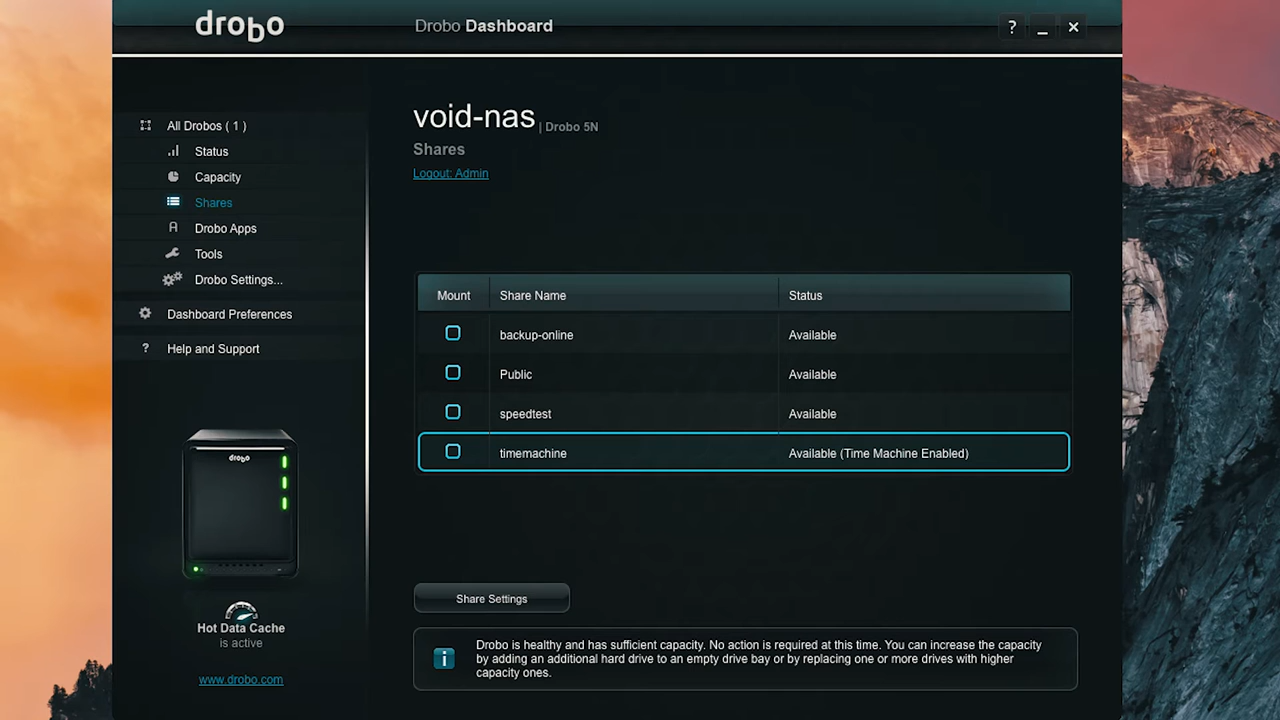 drobo
Drobo Dashboard
?
void-nas | Drobo 5N
Shares
Logout: Admin
All Drobos ( 1 )
Status
Capacity
Shares
Drobo Apps
Tools
Drobo Settings...
Dashboard Preferences
? Help and Support
Mount Share Name Status
backup-online Available
Public Available
speedtest Available
timemachine Available (Time Machine Enabled)
drobo
Hot Data Cache
is active
www.drobo.com
Share Settings
i
Drobo is healthy and has sufficient capacity. No action is required at this time. You can increase the capacity
by adding an additional hard drive to an empty drive bay or by replacing one or more drives with higher
capacity ones.